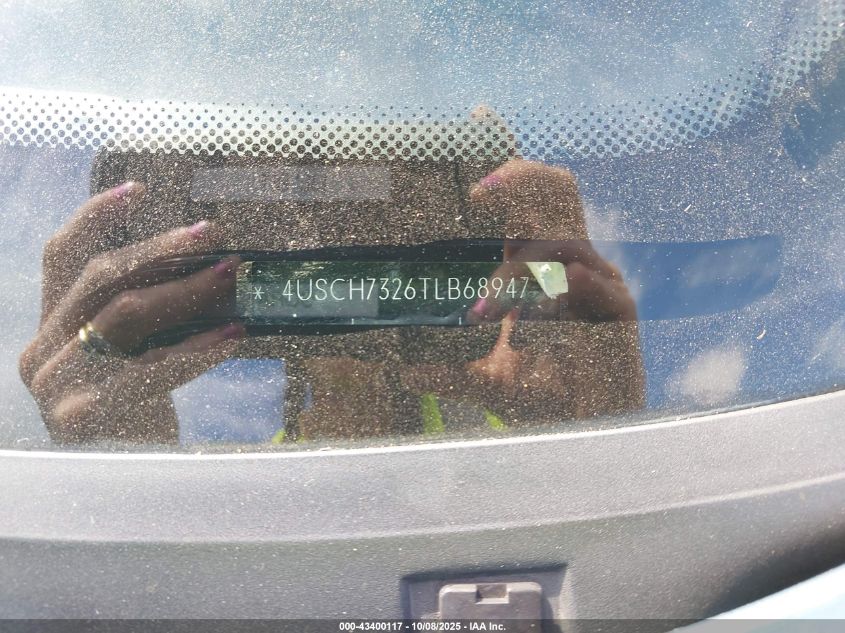 * 4USCH7326TLB68947
000-43400117 - 10/08/2025 - IAA Inc.